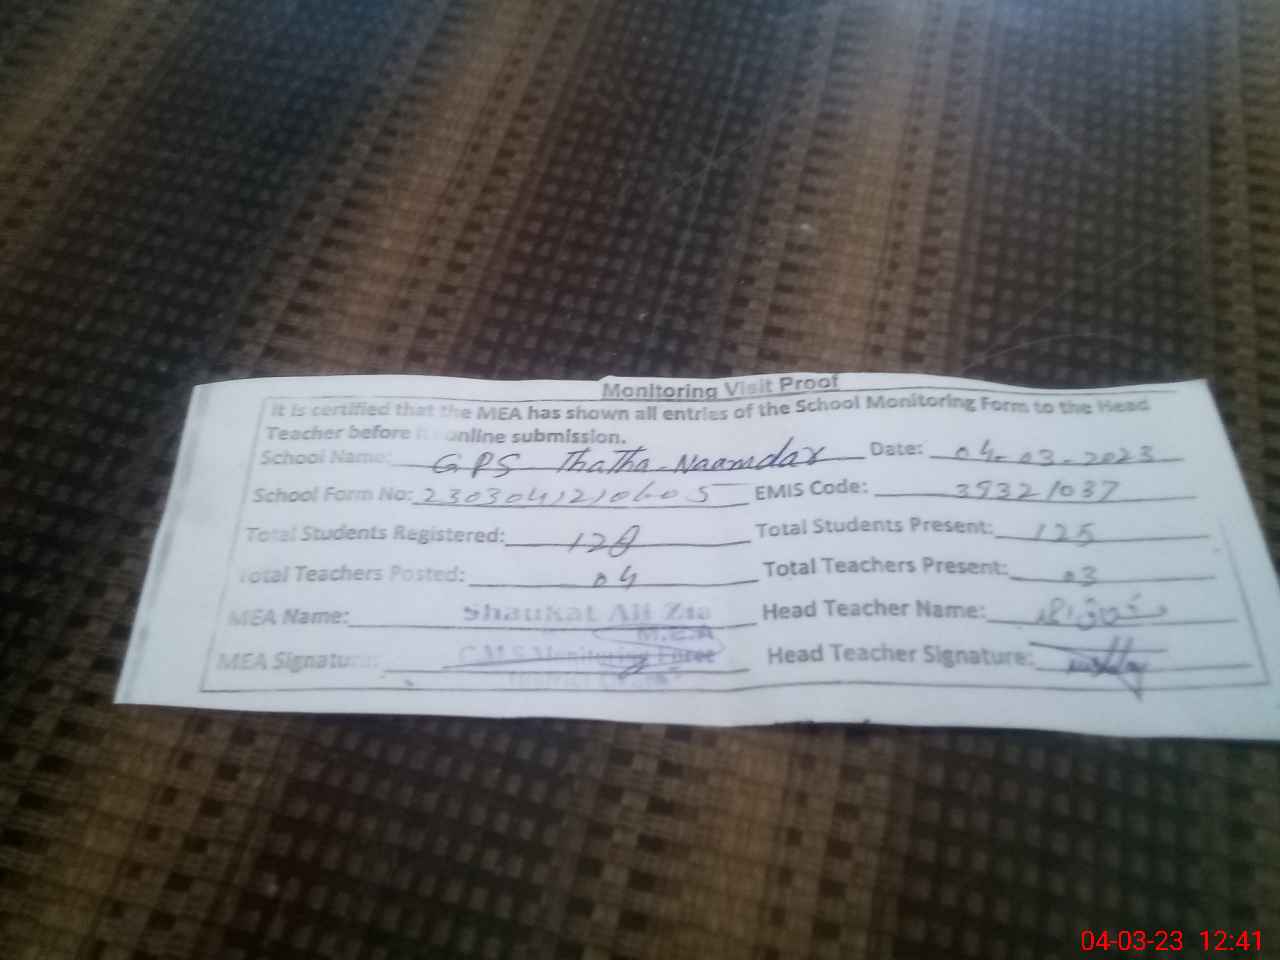 Monitoring Visit Proof
It is certified that the MEA has shown all entries of the School Monitoring Form to the Head
Teacher before online submission.
School Name: GPS Thatha Naamdar Date: 04-03-2023
School Form No: EMIS Code: 39321037
Total Students Registered: 128 Total Students Present: 125
Total Teachers Posted: 04 Total Teachers Present: 03
MEA Name: Shaukat Ali Zia Head Teacher Name:
M.E.A
MEA Signature: C.M.S Monitoring Force Head Teacher Signature:
04-03-23 12:41